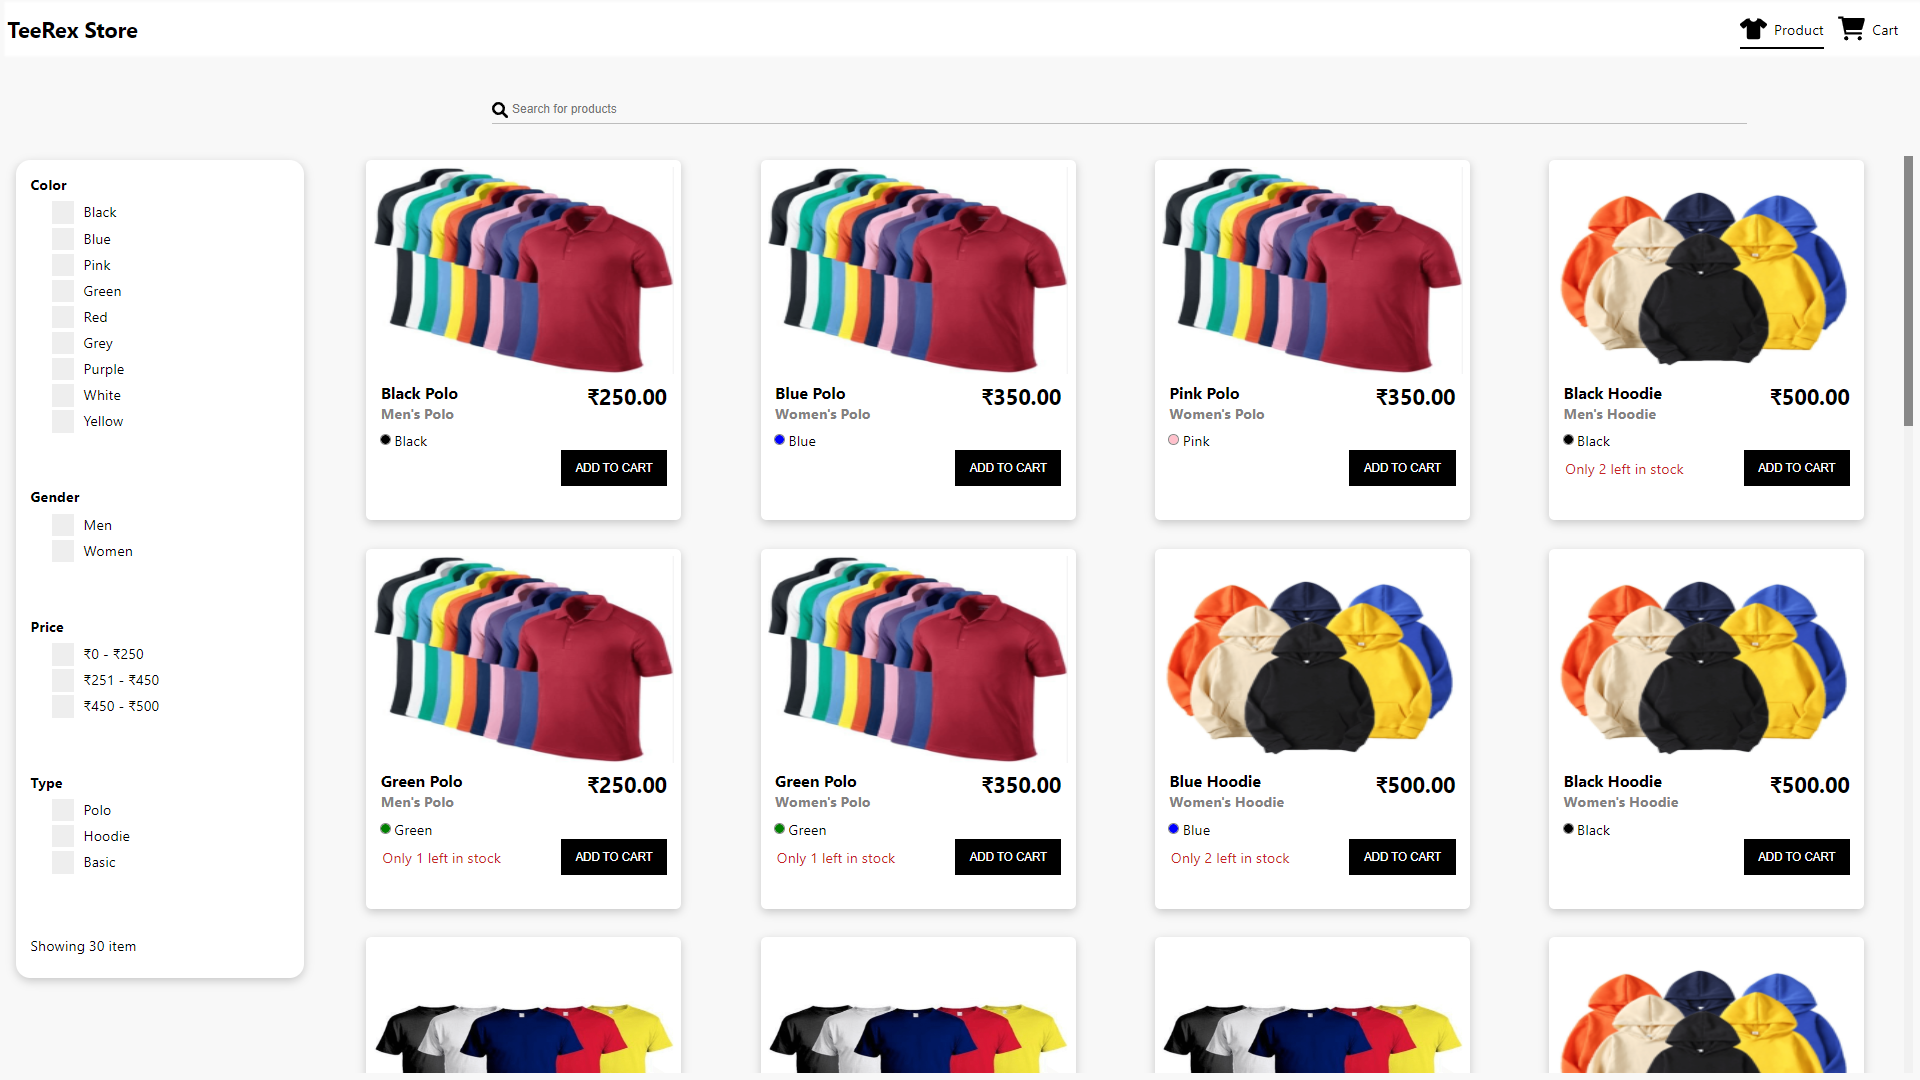 TeeRex Store
Product
Cart
Search for products
Color
Black
Blue
Pink
Green
Red
Grey
Purple
White
Yellow
Gender
Men
Women
Price
₹0 - ₹250
₹251 - ₹450
₹450 - ₹500
Type
Polo
Hoodie
Basic
Showing 30 item
Black Polo
₹250.00
Men's Polo
Black
ADD TO CART
Blue Polo
₹350.00
Women's Polo
Blue
ADD TO CART
Pink Polo
₹350.00
Women's Polo
Pink
ADD TO CART
Black Hoodie
₹500.00
Men's Hoodie
Black
Only 2 left in stock
ADD TO CART
Green Polo
₹250.00
Men's Polo
Green
Only 1 left in stock
ADD TO CART
Green Polo
₹350.00
Women's Polo
Green
Only 1 left in stock
ADD TO CART
Blue Hoodie
₹500.00
Women's Hoodie
Blue
Only 2 left in stock
ADD TO CART
Black Hoodie
₹500.00
Women's Hoodie
Black
ADD TO CART